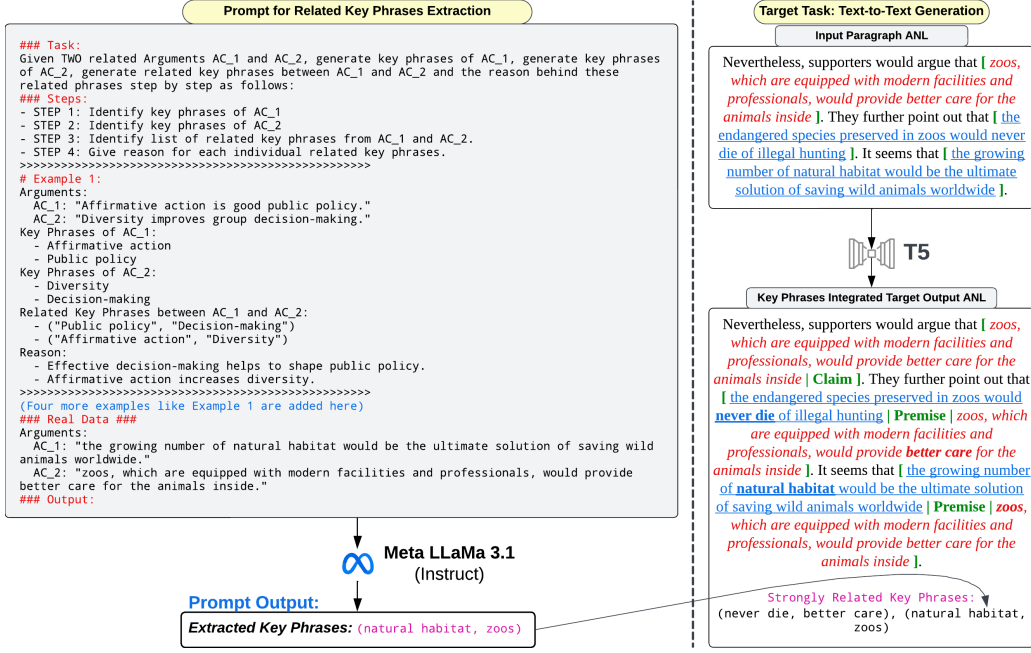 Prompt for Related Key Phrases Extraction
### Task:
Given TWO related Arguments AC_1 and AC_2, generate key phrases of AC_1, generate key phrases
of AC_2, generate related key phrases between AC_1 and AC_2 and the reason behind these
related phrases step by step as follows:
### Steps:
- STEP 1: Identify key phrases of AC_1
- STEP 2: Identify key phrases of AC_2
- STEP 3: Identify list of related key phrases from AC_1 and AC_2.
- STEP 4: Give reason for each individual related key phrases.
>>>>>>>>>>>>>>>>>>>>>>>>>>>>>>>>>>>>>>>>>>>>>>>>>>
# Example 1:
Arguments:
AC_1: "Affirmative action is good public policy."
AC_2: "Diversity improves group decision-making."
Key Phrases of AC_1:
- Affirmative action
- Public policy
Key Phrases of AC_2:
- Diversity
- Decision-making
Related Key Phrases between AC_1 and AC_2:
- ("Public policy", "Decision-making")
- ("Affirmative action", "Diversity")
Reason:
- Effective decision-making helps to shape public policy.
- Affirmative action increases diversity.
>>>>>>>>>>>>>>>>>>>>>>>>>>>>>>>>>>>>>>>>>>>>>>>>>>
(Four more examples like Example 1 are added here)
### Real Data ###
Arguments:
AC_1: "the growing number of natural habitat would be the ultimate solution of saving wild
animals worldwide."
AC_2: "zoos, which are equipped with modern facilities and professionals, would provide
better care for the animals inside."
### Output:
Meta LLaMa 3.1
(Instruct)
Prompt Output:
Extracted Key Phrases: (natural habitat, zoos)
Target Task: Text-to-Text Generation
Input Paragraph ANL
Nevertheless, supporters would argue that [ zoos,
which are equipped with modern facilities and
professionals, would provide better care for the
animals inside ]. They further point out that [ the
endangered species preserved in zoos would never
die of illegal hunting ]. It seems that [ the growing
number of natural habitat would be the ultimate
solution of saving wild animals worldwide ].
T5
Key Phrases Integrated Target Output ANL
Nevertheless, supporters would argue that [ zoos,
which are equipped with modern facilities and
professionals, would provide better care for the
animals inside | Claim ]. They further point out that
[ the endangered species preserved in zoos would
never die of illegal hunting | Premise | zoos, which
are equipped with modern facilities and
professionals, would provide better care for the
animals inside ]. It seems that [ the growing number
of natural habitat would be the ultimate solution
of saving wild animals worldwide | Premise | zoos,
which are equipped with modern facilities and
professionals, would provide better care for the
animals inside ].
Strongly Related Key Phrases:
(never die, better care), (natural habitat,
zoos)